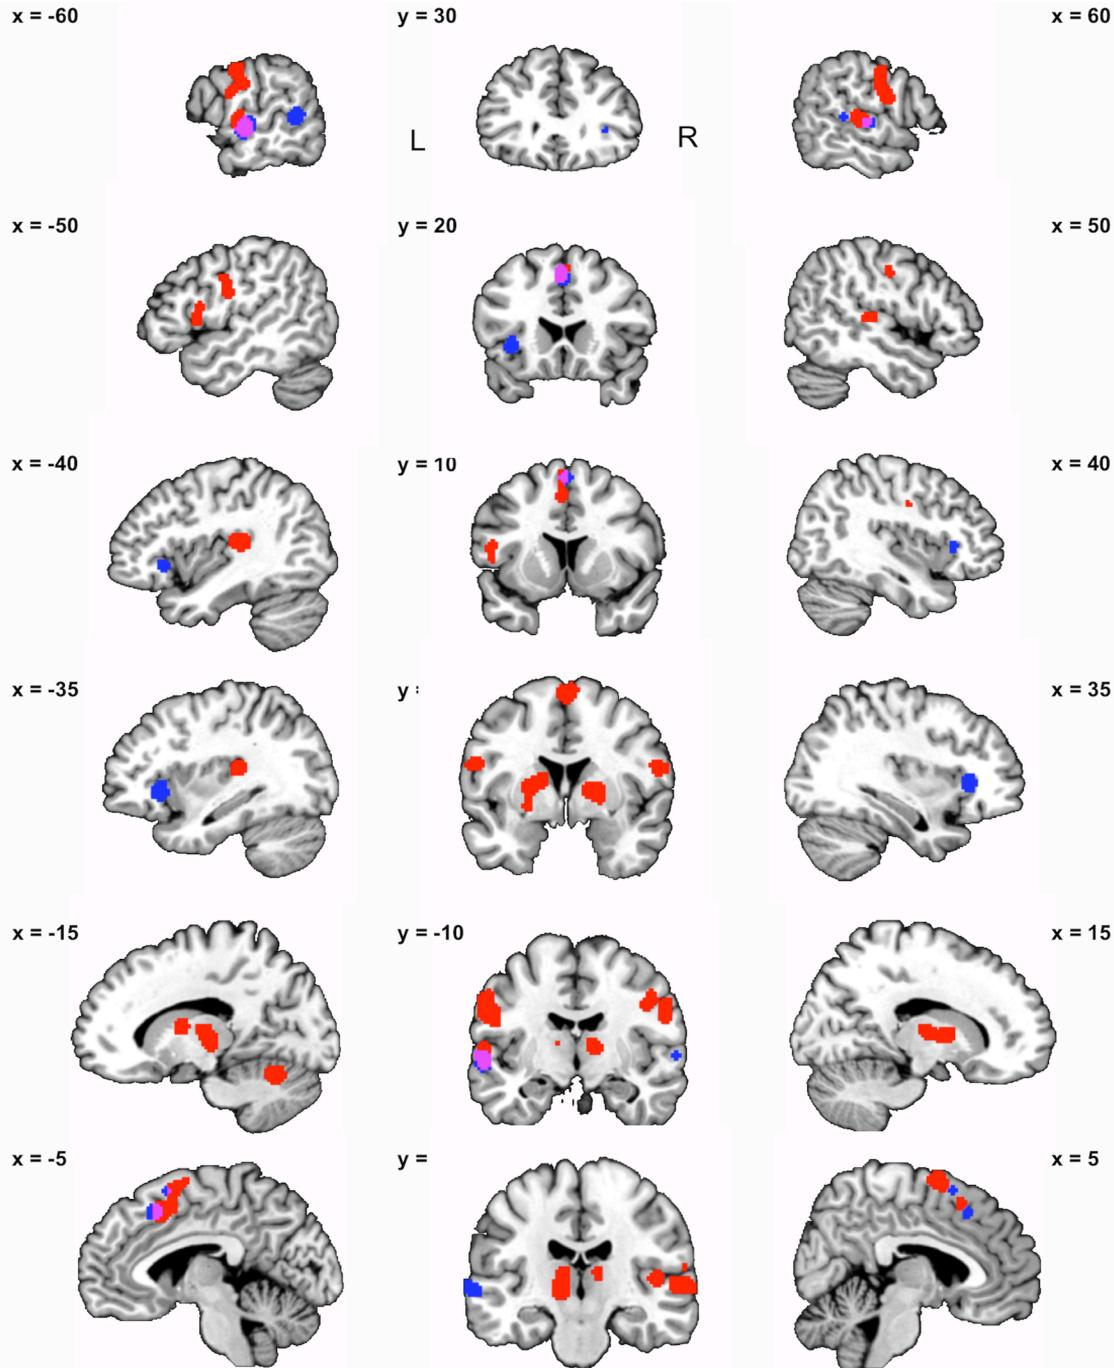 x = -60 y = 30 x = 60
L R
x = -50 y = 20 x = 50
x = -40 y = 10 x = 40
x = -35 y : x = 35
x = -15 y = -10 x = 15
x = -5 y = x = 5